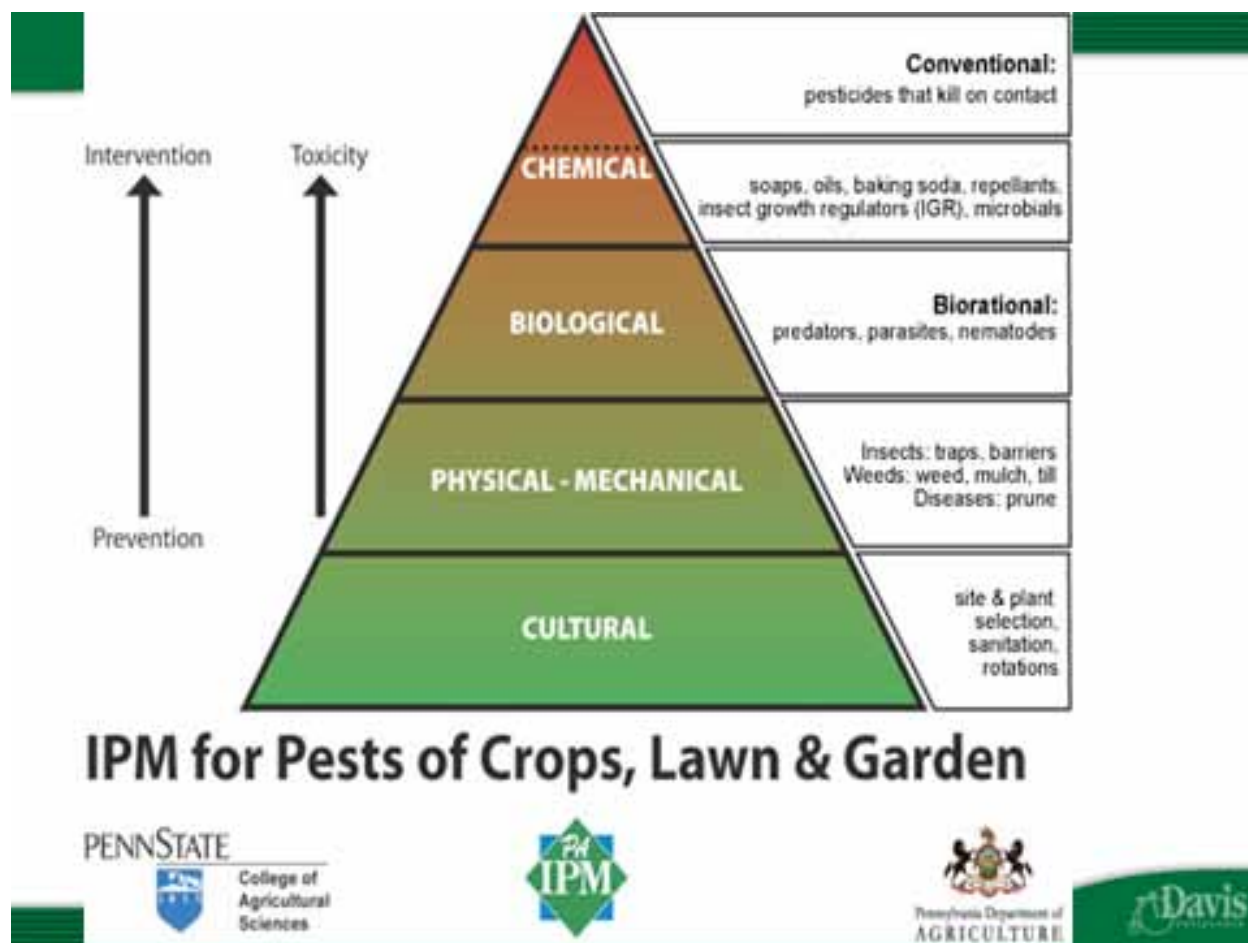 Conventional:
pesticides that kill on contact
Intervention
Toxicity
CHEMICAL
soaps, oils, baking soda, repellants,
insect growth regulators (IGR), microbials
BIOLOGICAL
Biorational:
predators, parasites, nematodes
PHYSICAL - MECHANICAL
Insects: traps, barriers
Weeds: weed, mulch, till
Diseases: prune
Prevention
CULTURAL
site & plant
selection,
sanitation,
rotations
IPM for Pests of Crops, Lawn & Garden
PENNSTATE
College of
Agricultural
Sciences
PA
IPM
Pennsylvania Department of
AGRICULTURE
Davis